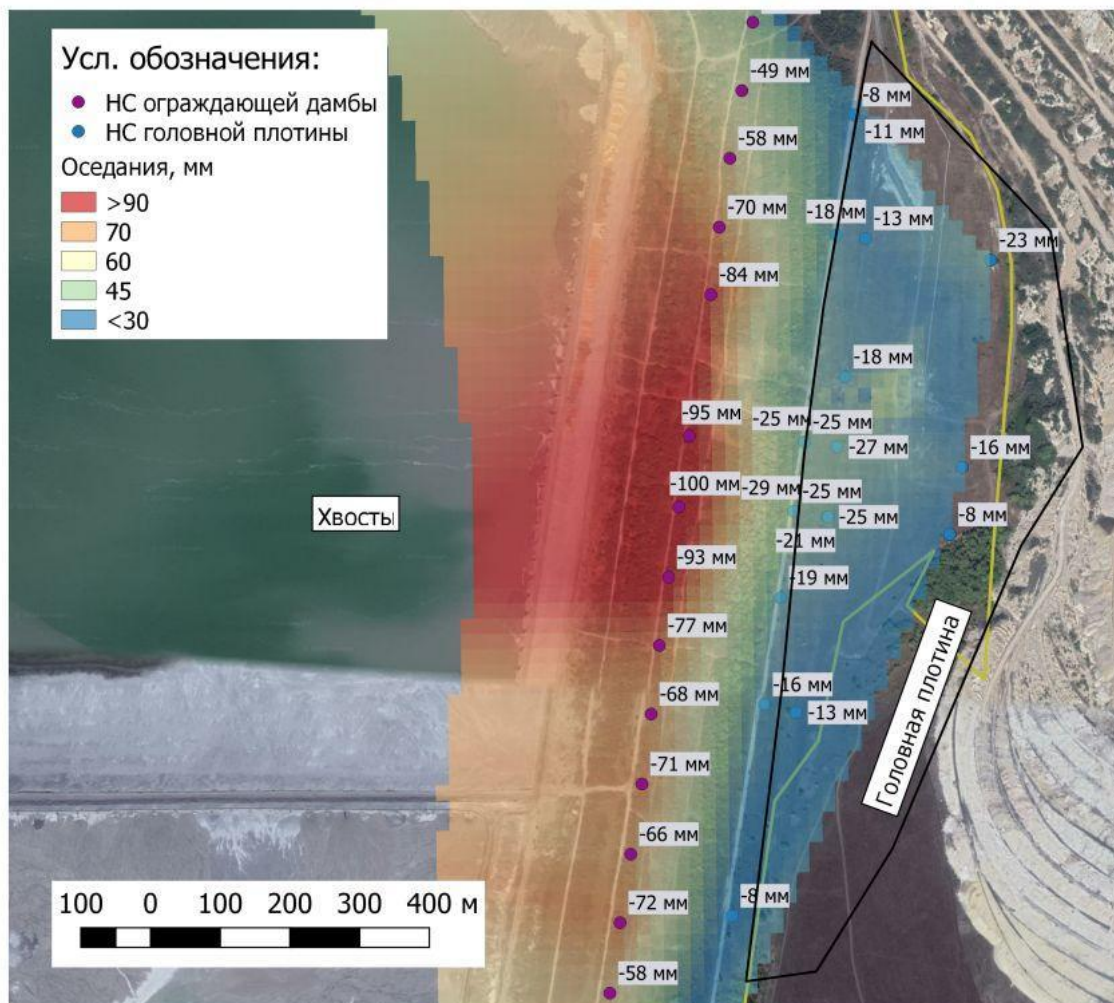 Усл. обозначения:
НС ограждающей дамбы
НС головной плотины
Оседания, мм
>90
70
60
45
<30
-49 мм
-8 мм
-11 мм
-58 мм
-70 мм
-18 мм
-13 мм
-23 мм
-84 мм
-18 мм
-95 мм
-25 мм
-25 мм
-27 мм
-16 мм
-100 мм
-29 мм
-25 мм
-25 мм
-8 мм
Хвосты
-21 мм
-93 мм
-19 мм
-77 мм
-68 мм
-16 мм
-13 мм
Головная плотина
-71 мм
-66 мм
-72 мм
-8 мм
-58 мм
100 0 100 200 300 400 м